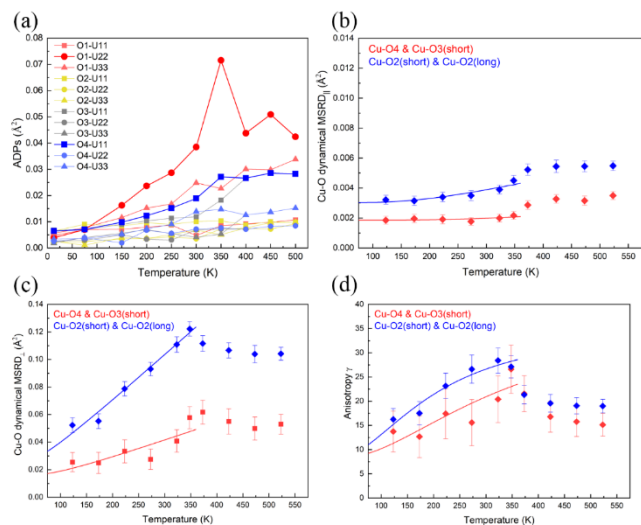 (a)
O1-U11
O1-U22
O1-U33
O2-U11
O2-U22
O2-U33
O3-U11
O3-U22
O3-U33
O4-U11
O4-U22
O4-U33
0.08
0.07
0.06
0.05
0.04
0.03
0.02
0.01
0.00
ADPs (Å²)
0 50 100 150 200 250 300 350 400 450 500
Temperature (K)
(b)
Cu-O4 & Cu-O3(short)
Cu-O2(short) & Cu-O2(long)
0.014
0.012
0.010
0.008
0.006
0.004
0.002
0.000
Cu-O dynamical MSRD|| (Å²)
100 150 200 250 300 350 400 450 500 550
Temperature (K)
(c)
Cu-O4 & Cu-O3(short)
Cu-O2(short) & Cu-O2(long)
0.14
0.12
0.10
0.08
0.06
0.04
0.02
0.00
Cu-O dynamical MSRD⊥ (Å²)
100 150 200 250 300 350 400 450 500 550
Temperature (K)
(d)
Cu-O4 & Cu-O3(short)
Cu-O2(short) & Cu-O2(long)
40
35
30
25
20
15
10
5
0
Anisotropy γ
100 150 200 250 300 350 400 450 500 550
Temperature (K)